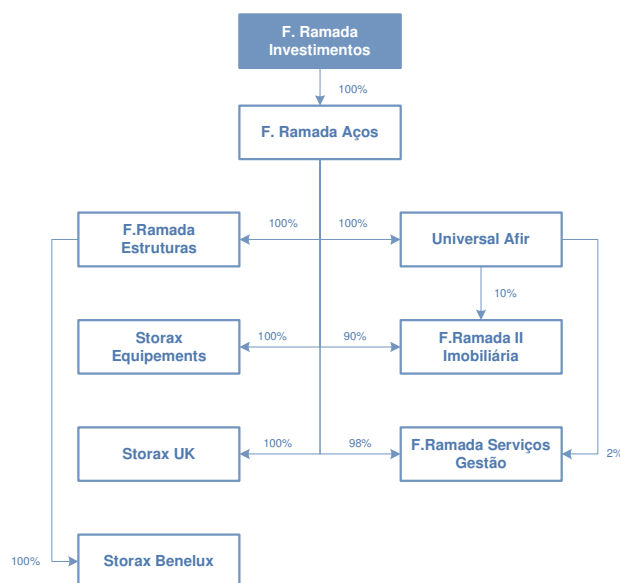 F. Ramada
Investimentos
100%
F. Ramada Aços
F.Ramada
Estruturas
100%
100%
Universal Afir
10%
Storax
Equipements
100%
90%
F.Ramada II
Imobiliária
Storax UK
100%
98%
F.Ramada Serviços
Gestão
2%
100%
Storax Benelux